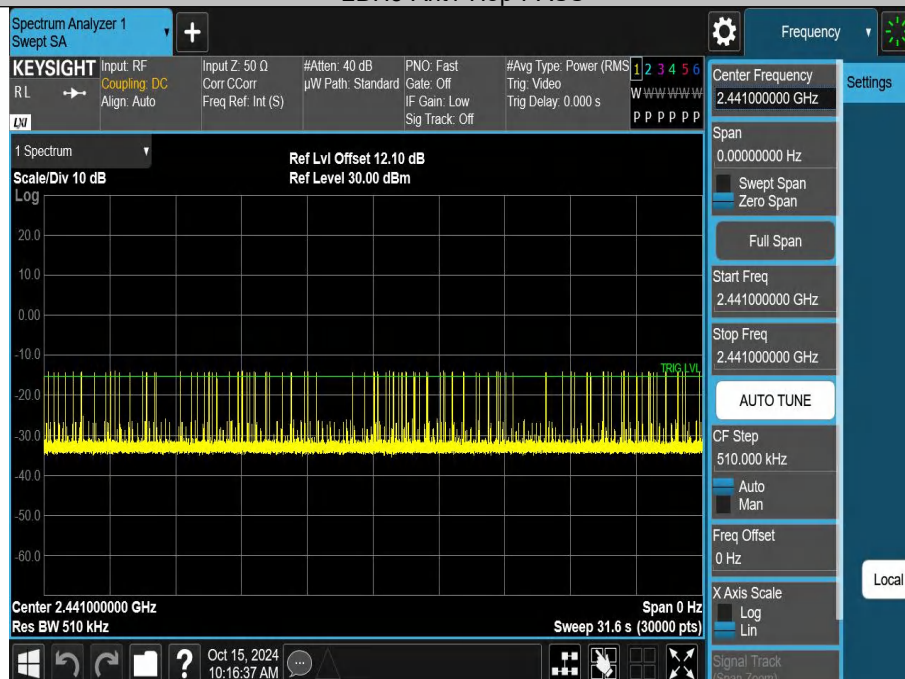 Spectrum Analyzer 1
Swept SA
Frequency
KEYSIGHT
RL
LXI
Input: RF
Coupling: DC
Align: Auto
Input Z: 50 Ω
Corr CCorr
Freq Ref: Int (S)
#Atten: 40 dB
µW Path: Standard
PNO: Fast
Gate: Off
IF Gain: Low
Sig Track: Off
#Avg Type: Power (RMS
Trig: Video
Trig Delay: 0.000 s
1 2 3 4 5 6
W W W W W W
P P P P P P
1 Spectrum
Scale/Div 10 dB
Ref Lvl Offset 12.10 dB
Ref Level 30.00 dBm
Log
20.0
10.0
0.00
-10.0
TRIG LVL
-20.0
-30.0
-40.0
-50.0
-60.0
Center 2.441000000 GHz
Res BW 510 kHz
Span 0 Hz
Sweep 31.6 s (30000 pts)
Center Frequency
2.441000000 GHz
Settings
Span
0.00000000 Hz
Swept Span
Zero Span
Full Span
Start Freq
2.441000000 GHz
Stop Freq
2.441000000 GHz
AUTO TUNE
CF Step
510.000 kHz
Auto
Man
Freq Offset
0 Hz
Local
X Axis Scale
Log
Lin
Signal Track
(Span Zoom)
?
Oct 15, 2024
10:16:37 AM